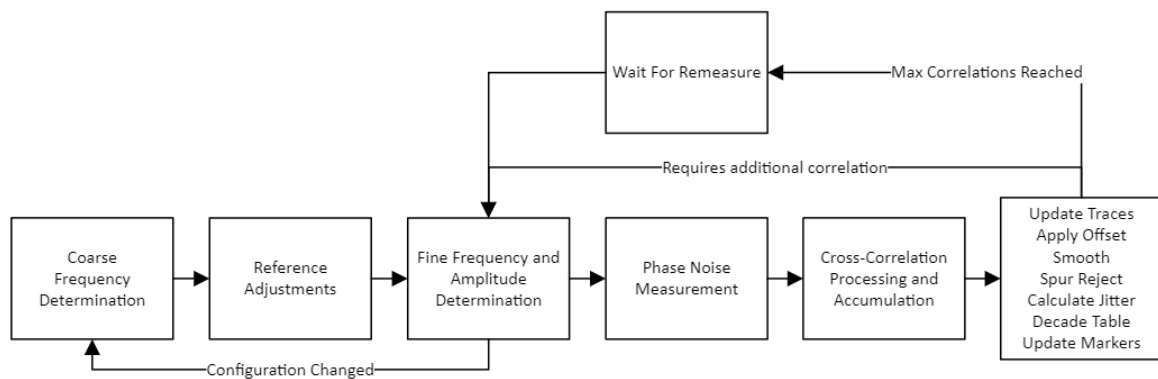 Wait For Remeasure
Max Correlations Reached
Requires additional correlation
Coarse
Frequency
Determination
Reference
Adjustments
Fine Frequency and
Amplitude
Determination
Phase Noise
Measurement
Cross-Correlation
Processing and
Accumulation
Update Traces
Apply Offset
Smooth
Spur Reject
Calculate Jitter
Decade Table
Update Markers
Configuration Changed